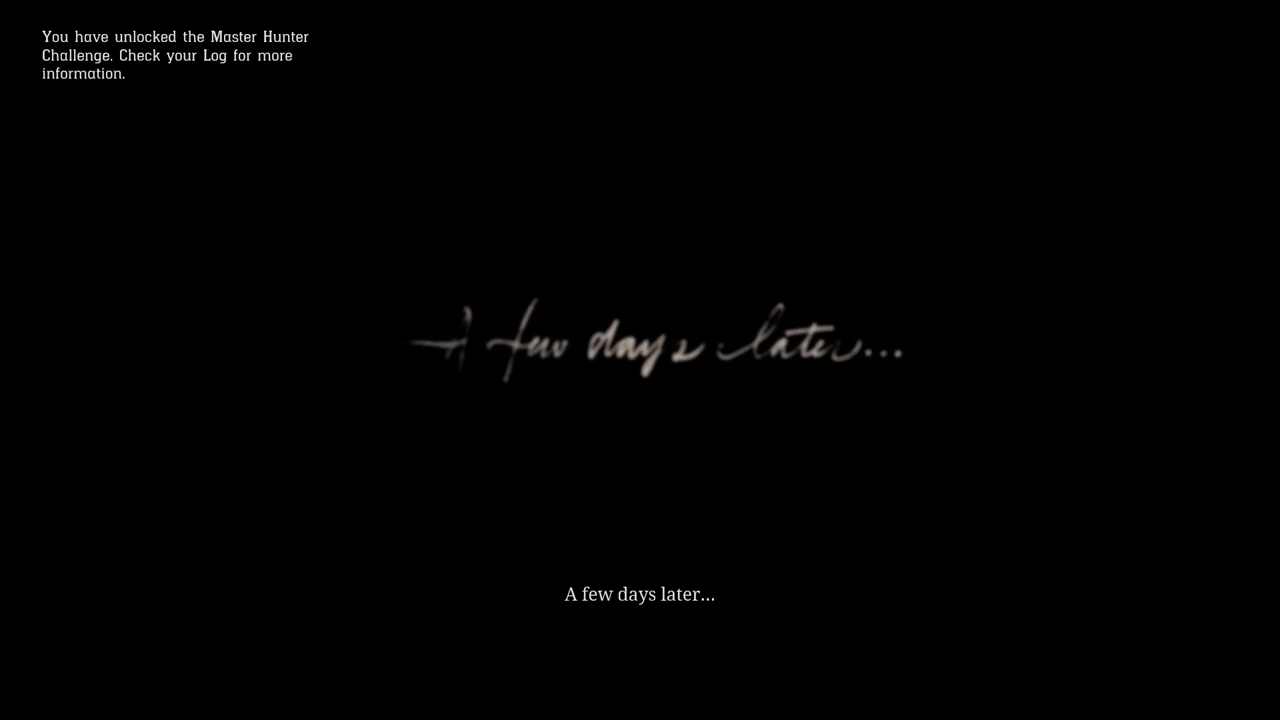 You have unlocked the Master Hunter
Challenge. Check your Log for more
information.
A few days later...
A few days later...